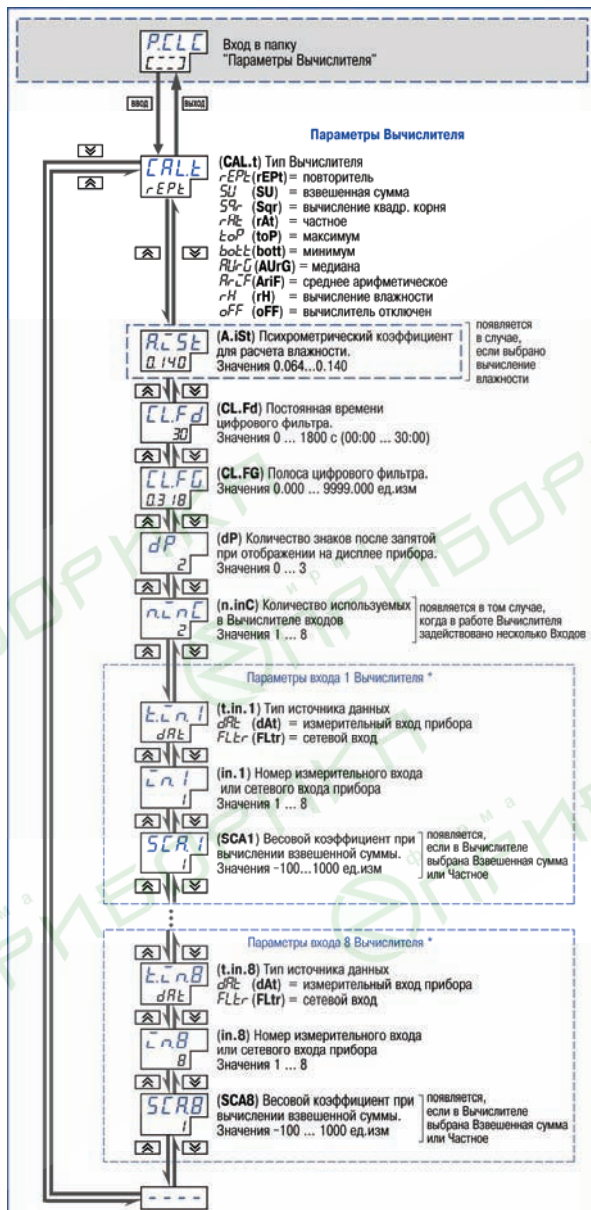 P.CLC
[---]
Вход в папку
"Параметры Вычислителя"
ввод
выход
Параметры Вычислителя
CAL.t
rEPt
(CAL.t) Тип Вычислителя
rEPt (rEPt) = повторитель
SU (SU) = взвешенная сумма
Sqr (Sqr) = вычисление квадр. корня
rAt (rAt) = частное
toP (toP) = максимум
bott (bott) = минимум
AUrG (AUrG) = медиана
AriF (AriF) = среднее арифметическое
rH (rH) = вычисление влажности
oFF (oFF) = вычислитель отключен
A.iSt
0.140
(A.iSt) Психрометрический коэффициент
для расчета влажности.
Значения 0.064...0.140
появляется
в случае,
если выбрано
вычисление
влажности
CL.Fd
30
(CL.Fd) Постоянная времени
цифрового фильтра.
Значения 0 ... 1800 с (00:00 ... 30:00)
CL.FG
0.318
(CL.FG) Полоса цифрового фильтра.
Значения 0.000 ... 9999.000 ед.изм
dP
2
(dP) Количество знаков после запятой
при отображении на дисплее прибора.
Значения 0 ... 3
n.inC
2
(n.inC) Количество используемых
в Вычислителе входов
Значения 1 ... 8
появляется в том случае,
когда в работе Вычислителя
задействовано несколько Входов
Параметры входа 1 Вычислителя *
t.in.1
dAt
(t.in.1) Тип источника данных
dAt (dAt) = измерительный вход прибора
FLtr (FLtr) = сетевой вход
in.1
1
(in.1) Номер измерительного входа
или сетевого входа прибора
Значения 1 ... 8
SCA.1
1
(SCA1) Весовой коэффициент при
вычислении взвешенной суммы.
Значения -100...1000 ед.изм
появляется,
если в Вычислителе
выбрана Взвешенная сумма
или Частное
Параметры входа 8 Вычислителя *
t.in.8
dAt
(t.in.8) Тип источника данных
dAt (dAt) = измерительный вход прибора
FLtr (FLtr) = сетевой вход
in.8
8
(in.8) Номер измерительного входа
или сетевого входа прибора
Значения 1 ... 8
SCA.8
1
(SCA8) Весовой коэффициент при
вычислении взвешенной суммы.
Значения -100 ... 1000 ед.изм
появляется,
если в Вычислителе
выбрана Взвешенная сумма
или Частное
----